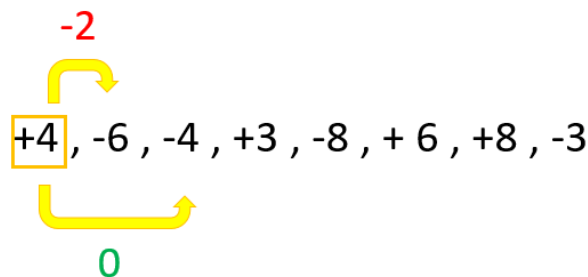 -2
+4 , -6 , -4 , +3 , -8 , + 6 , +8 , -3
0